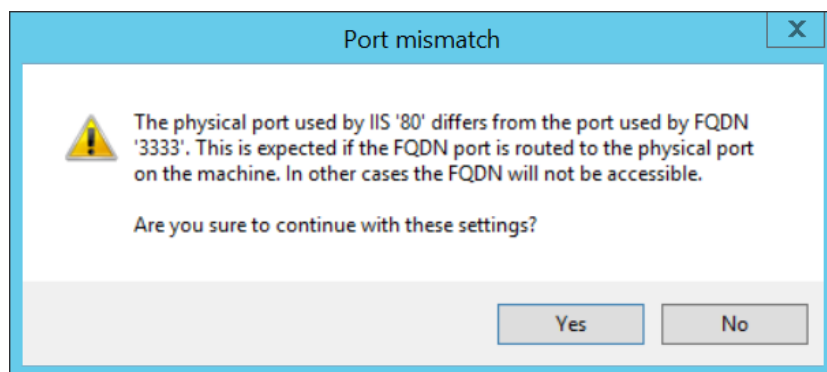 Port mismatch
X
The physical port used by IIS '80' differs from the port used by FQDN
'3333'. This is expected if the FQDN port is routed to the physical port
on the machine. In other cases the FQDN will not be accessible.
Are you sure to continue with these settings?
Yes
No